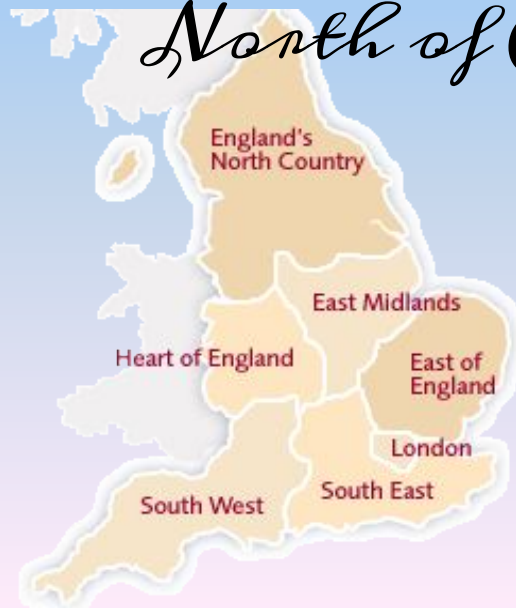 North of
England's
North Country
East Midlands
Heart of England
East of
England
London
South East
South West